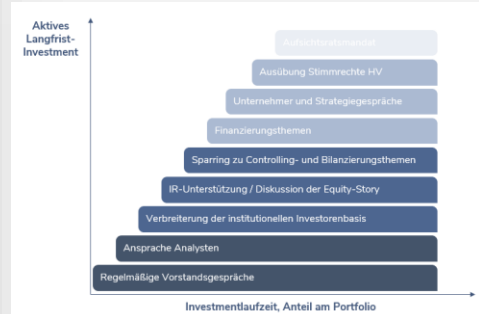 Aktives
Langfrist-
Investment
Aufsichtsratsmandat
Ausübung Stimmrechte HV
Unternehmer und Strategiegespräche
Finanzierungsthemen
Sparring zu Controlling- und Bilanzierungsthemen
IR-Unterstützung / Diskussion der Equity-Story
Verbreiterung der institutionellen Investorenbasis
Ansprache Analysten
Regelmäßige Vorstandsgespräche
Investmentlaufzeit, Anteil am Portfolio